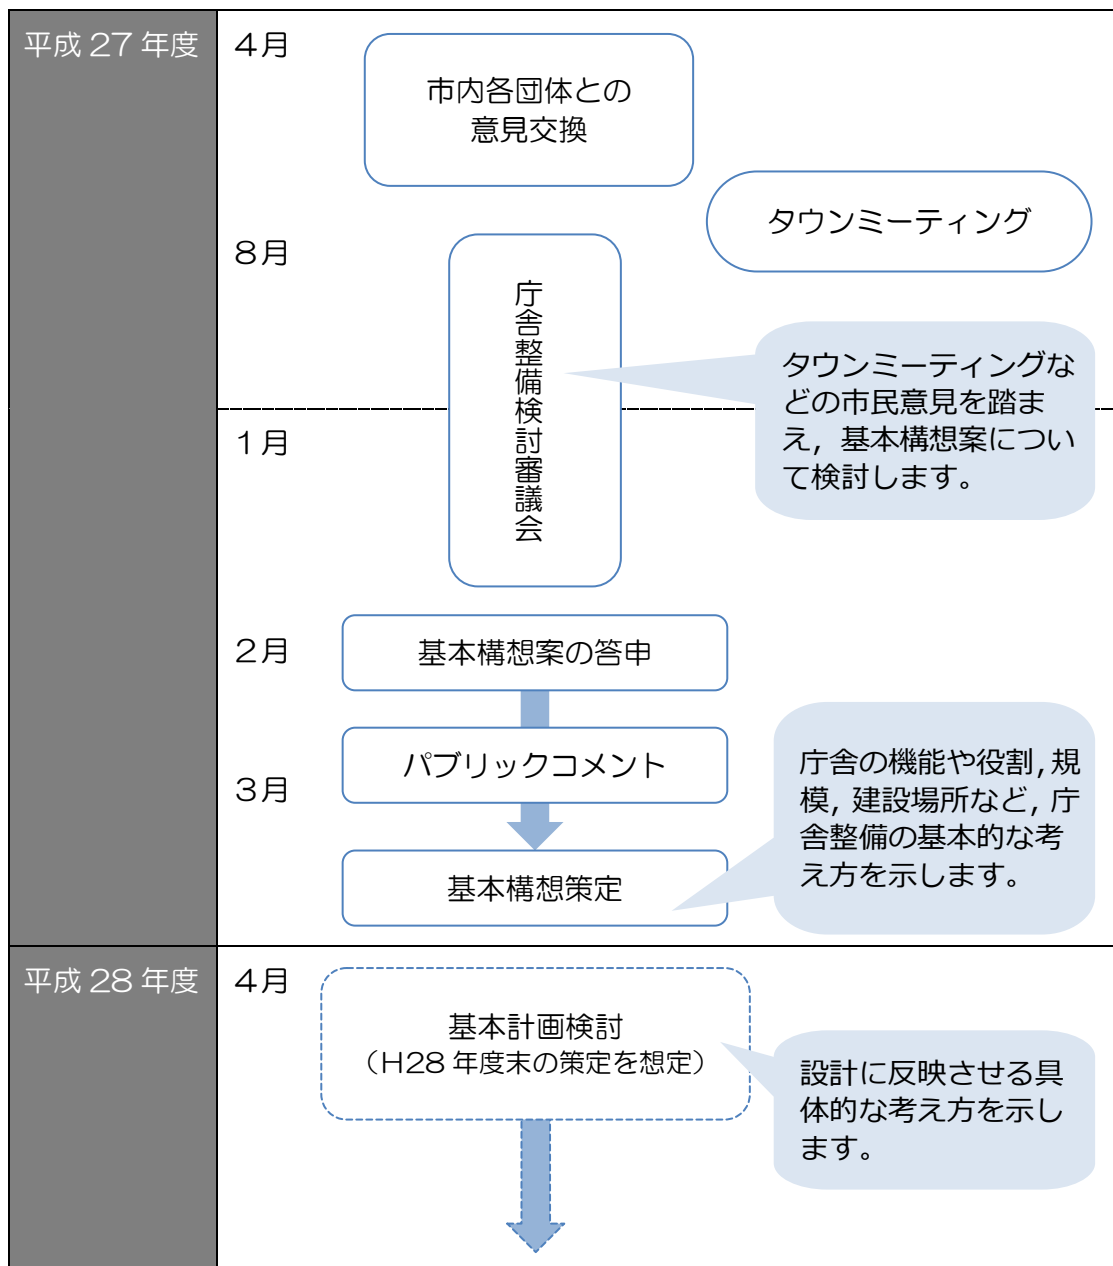 平成 27 年度
４月
市内各団体との
意見交換
タウンミーティング
８月
庁舎整備検討審議会
タウンミーティングな
どの市民意見を踏ま
え，基本構想案につい
て検討します。
１月
２月
基本構想案の答申
パブリックコメント
３月
庁舎の機能や役割，規
模，建設場所など，庁
舎整備の基本的な考
え方を示します。
基本構想策定
平成 28 年度
４月
基本計画検討
（H28 年度末の策定を想定）
設計に反映させる具
体的な考え方を示し
ます。